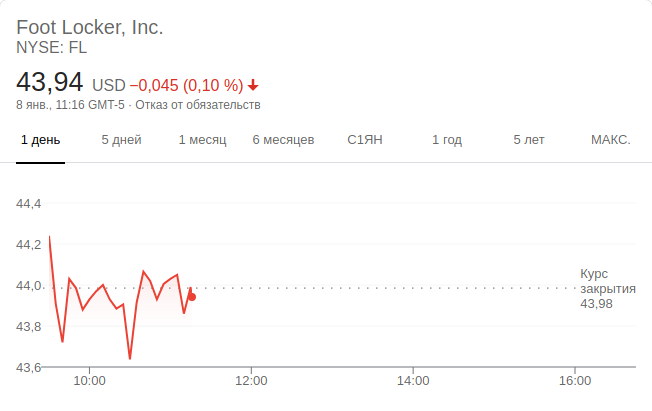 Foot Locker, Inc.
NYSE: FL
43,94 USD −0,045 (0,10 %)
8 янв., 11:16 GMT-5 · Отказ от обязательств
1 день 5 дней 1 месяц 6 месяцев С1ЯН 1 год 5 лет МАКС.
44,4
44,2
44,0
43,8
43,6
Курс
закрытия
43,98
10:00 12:00 14:00 16:00